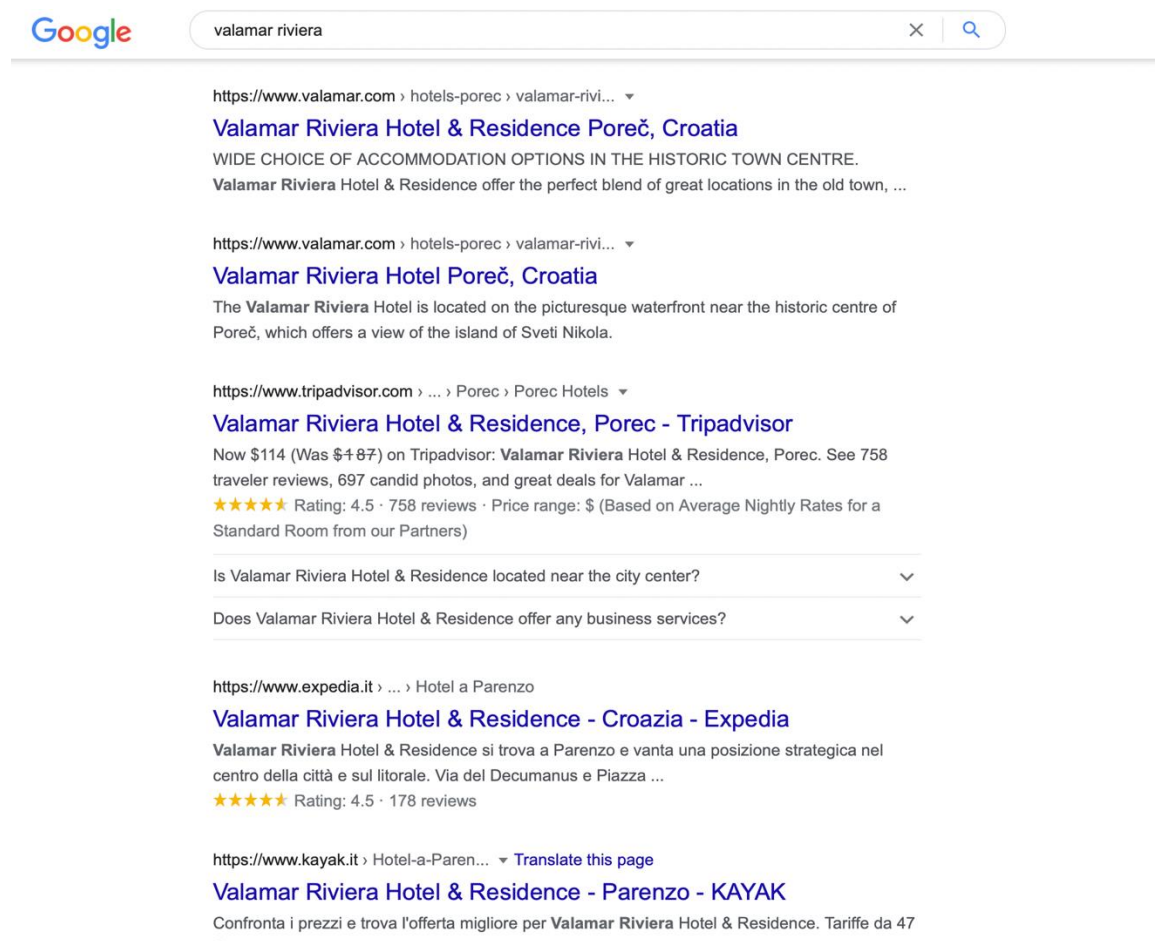 Google
valamar riviera
https://www.valamar.com › hotels-porec › valamar-rivi...
Valamar Riviera Hotel & Residence Poreč, Croatia
WIDE CHOICE OF ACCOMMODATION OPTIONS IN THE HISTORIC TOWN CENTRE.
Valamar Riviera Hotel & Residence offer the perfect blend of great locations in the old town, ...
https://www.valamar.com › hotels-porec › valamar-rivi...
Valamar Riviera Hotel Poreč, Croatia
The Valamar Riviera Hotel is located on the picturesque waterfront near the historic centre of
Poreč, which offers a view of the island of Sveti Nikola.
https://www.tripadvisor.com › ... › Porec › Porec Hotels
Valamar Riviera Hotel & Residence, Porec - Tripadvisor
Now $114 (Was $187) on Tripadvisor: Valamar Riviera Hotel & Residence, Porec. See 758
traveler reviews, 697 candid photos, and great deals for Valamar ...
Rating: 4.5 · 758 reviews · Price range: $ (Based on Average Nightly Rates for a
Standard Room from our Partners)
Is Valamar Riviera Hotel & Residence located near the city center?
Does Valamar Riviera Hotel & Residence offer any business services?
https://www.expedia.it › ... › Hotel a Parenzo
Valamar Riviera Hotel & Residence - Croazia - Expedia
Valamar Riviera Hotel & Residence si trova a Parenzo e vanta una posizione strategica nel
centro della città e sul litorale. Via del Decumanus e Piazza ...
Rating: 4.5 · 178 reviews
https://www.kayak.it › Hotel-a-Paren... Translate this page
Valamar Riviera Hotel & Residence - Parenzo - KAYAK
Confronta i prezzi e trova l'offerta migliore per Valamar Riviera Hotel & Residence. Tariffe da 47